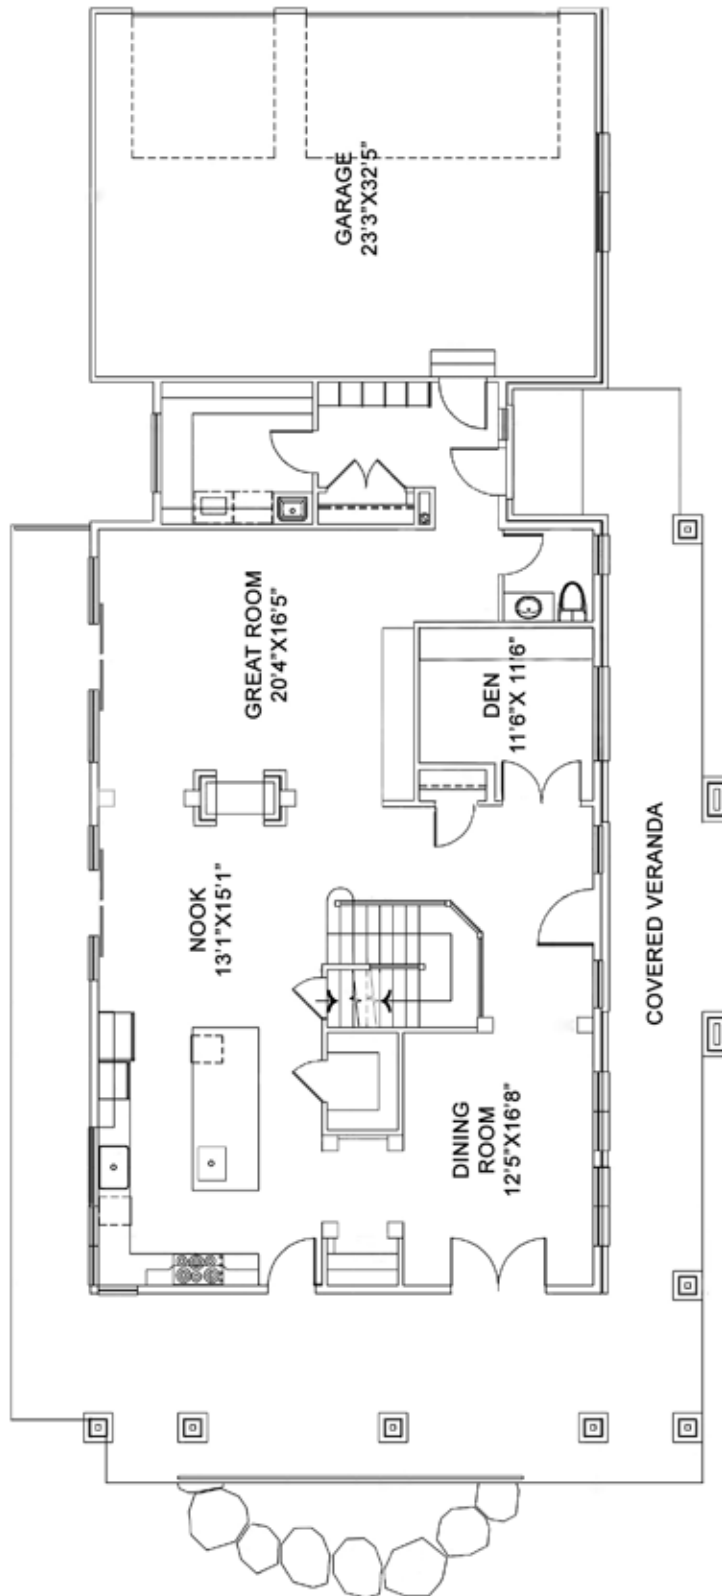 GARAGE
23'3"X32'5"
GREAT ROOM
20'4"X16'5"
DEN
11'6"X 11'6"
NOOK
13'1"X15'1"
COVERED VERANDA
DINING
ROOM
12'5"X16'8"